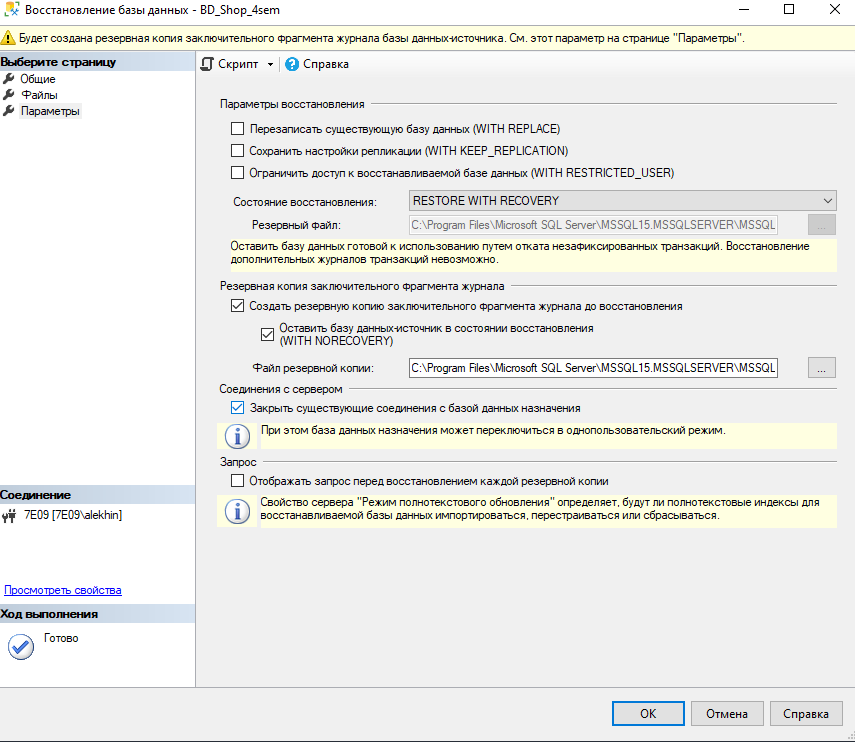 Восстановление базы данных - BD_Shop_4sem
Будет создана резервная копия заключительного фрагмента журнала базы данных-источника. См. этот параметр на странице "Параметры".
Выберите страницу
Общие
Файлы
Параметры
Скрипт
Справка
Параметры восстановления
Перезаписать существующую базу данных (WITH REPLACE)
Сохранить настройки репликации (WITH KEEP_REPLICATION)
Ограничить доступ к восстанавливаемой базе данных (WITH RESTRICTED_USER)
Состояние восстановления:
RESTORE WITH RECOVERY
Резервный файл:
C:\Program Files\Microsoft SQL Server\MSSQL15.MSSQLSERVER\MSSQL
...
Оставить базу данных готовой к использованию путем отката незафиксированных транзакций. Восстановление
дополнительных журналов транзакций невозможно.
Резервная копия заключительного фрагмента журнала
Создать резервную копию заключительного фрагмента журнала до восстановления
Оставить базу данных-источник в состоянии восстановления
(WITH NORECOVERY)
Файл резервной копии:
C:\Program Files\Microsoft SQL Server\MSSQL15.MSSQLSERVER\MSSQL
...
Соединения с сервером
Закрыть существующие соединения с базой данных назначения
При этом база данных назначения может переключиться в однопользовательский режим.
Запрос
Отображать запрос перед восстановлением каждой резервной копии
Свойство сервера "Режим полнотекстового обновления" определяет, будут ли полнотекстовые индексы для
восстанавливаемой базы данных импортироваться, перестраиваться или сбрасываться.
Соединение
7E09 [7E09\alekhin]
Просмотреть свойства
Ход выполнения
Готово
OK
Отмена
Справка